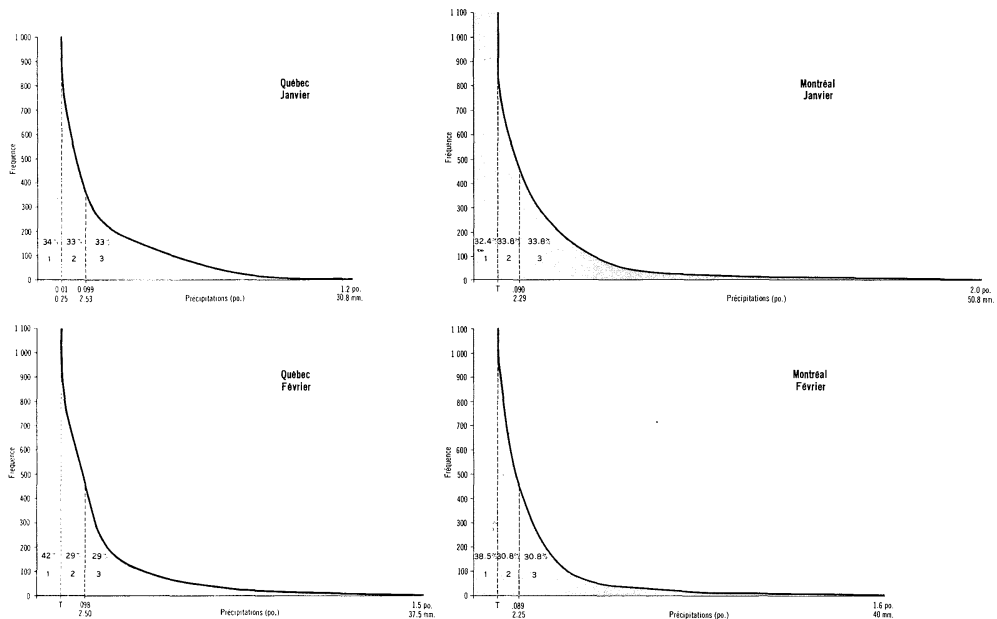 1 000
900
800
700
600
500
400
300
200
100
0
Fréquence
Québec
Janvier
34 33 33
1 2 3
0 01 0 999 1.2 po.
0.25 2.53 Précipitations (po.) 30.8 mm.
1 100
1 000
900
800
700
600
500
400
300
200
100
0
Fréquence
Montréal
Janvier
32.4% 33.8% 33.8%
1 2 3
T .090 2.0 po.
2.29 Précipitations (po.) 50.8 mm.
1 100
1 000
900
800
700
600
500
400
300
200
100
0
Fréquence
Québec
Février
42 29 29
1 2 3
T 098 1.5 po.
2.50 Précipitations (po.) 37.5 mm.
1 100
1 000
900
800
700
600
500
400
300
200
100
0
Fréquence
Montréal
Février
38.5% 30.8% 30.8%
1 2 3
T .089 1.6 po.
2.25 Précipitations (po.) 40 mm.